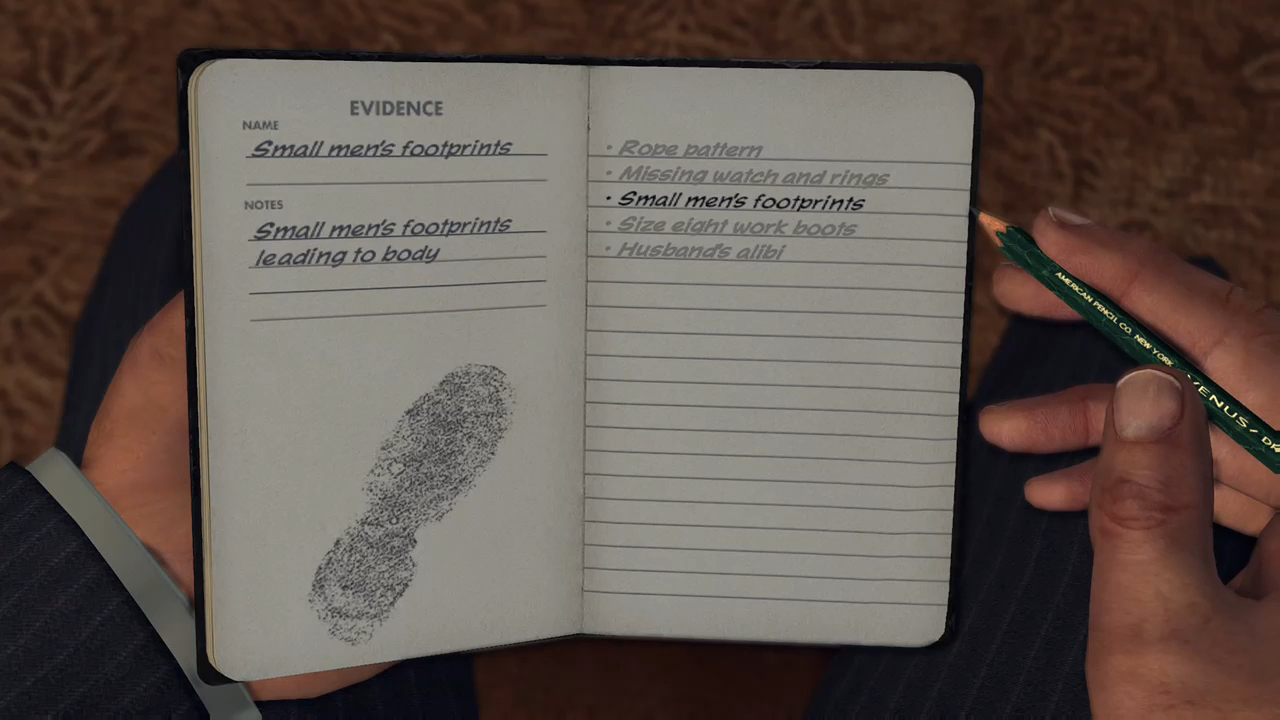 EVIDENCE
NAME
Small men's footprints
NOTES
Small men's footprints
leading to body
• Rope pattern
• Missing watch and rings
• Small men's footprints
• Size eight work boots
• Husband's alibi
AMERICAN PENCIL CO. NEW YORK
VENUS